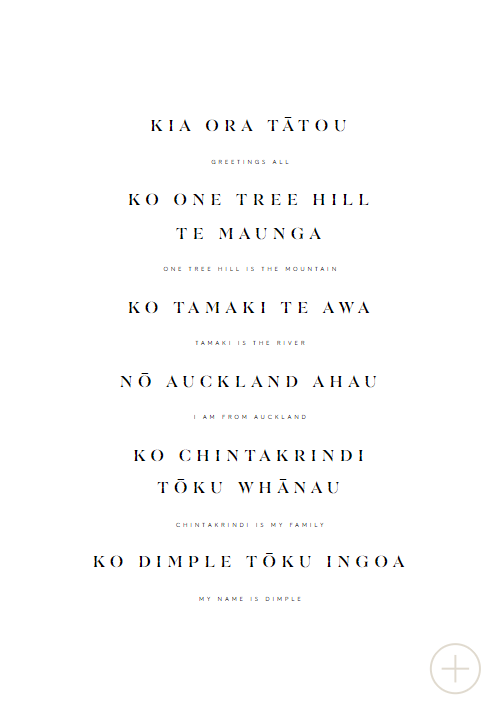 KIA ORA TĀTOU
GREETINGS ALL
KO ONE TREE HILL
TE MAUNGA
ONE TREE HILL IS THE MOUNTAIN
KO TAMAKI TE AWA
TAMAKI IS THE RIVER
NŌ AUCKLAND AHAU
I AM FROM AUCKLAND
KO CHINTAKRINDI
TŌKU WHĀNAU
CHINTAKRINDI IS MY FAMILY
KO DIMPLE TŌKU INGOA
MY NAME IS DIMPLE